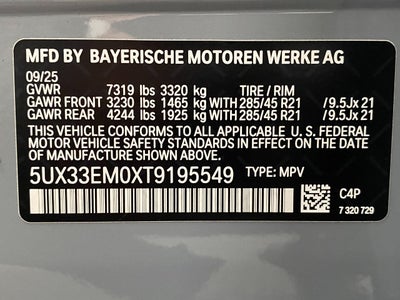 MFD BY BAYERISCHE MOTOREN WERKE AG
09/25
GVWR 7319 lbs 3320 kg TIRE / RIM
GAWR FRONT 3230 lbs 1465 kg WITH 285/45 R21 /9.5Jx 21
GAWR REAR 4244 lbs 1925 kg WITH 285/45 R21 /9.5Jx 21
THIS VEHICLE CONFORMS TO ALL APPLICABLE U. S. FEDERAL
MOTOR VEHICLE SAFETY STANDARDS IN EFFECT ON THE DATE
OF MANUFACTURE SHOWN ABOVE.
5UX33EM0XT9195549 TYPE: MPV
C4P
7 320 729